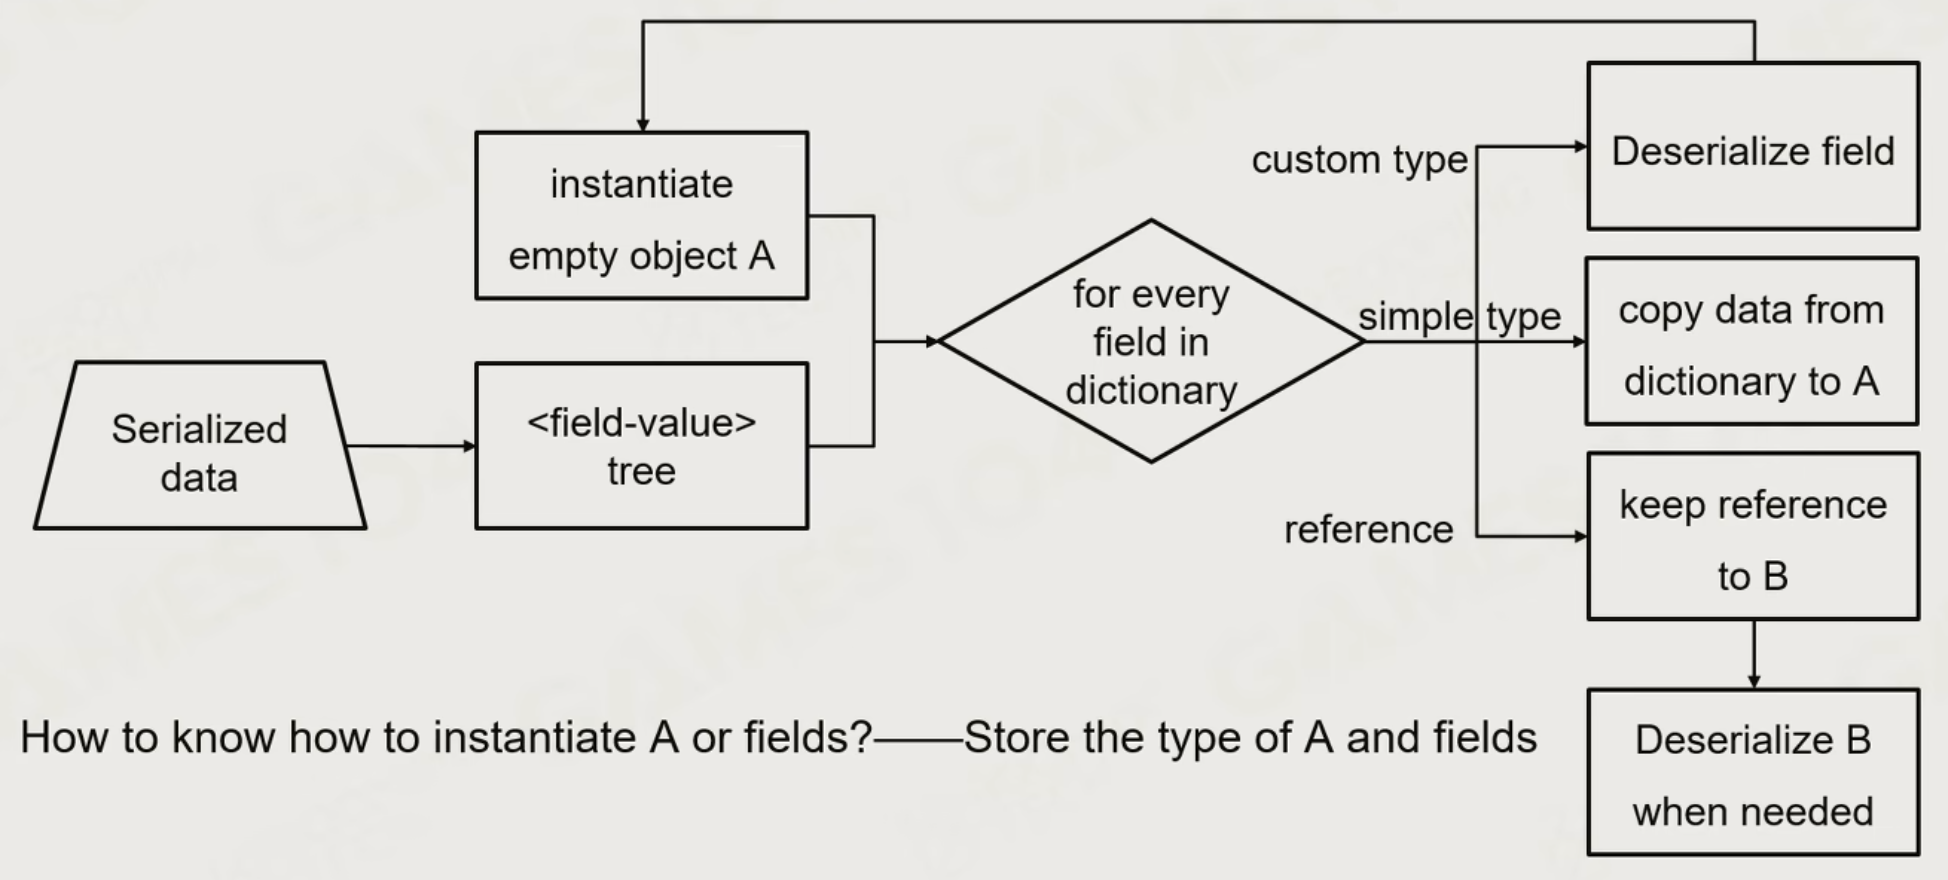 instantiate
empty object A
Serialized
data
<field-value>
tree
for every
field in
dictionary
custom type
simple type
reference
Deserialize field
copy data from
dictionary to A
keep reference
to B
Deserialize B
when needed
How to know how to instantiate A or fields?——Store the type of A and fields